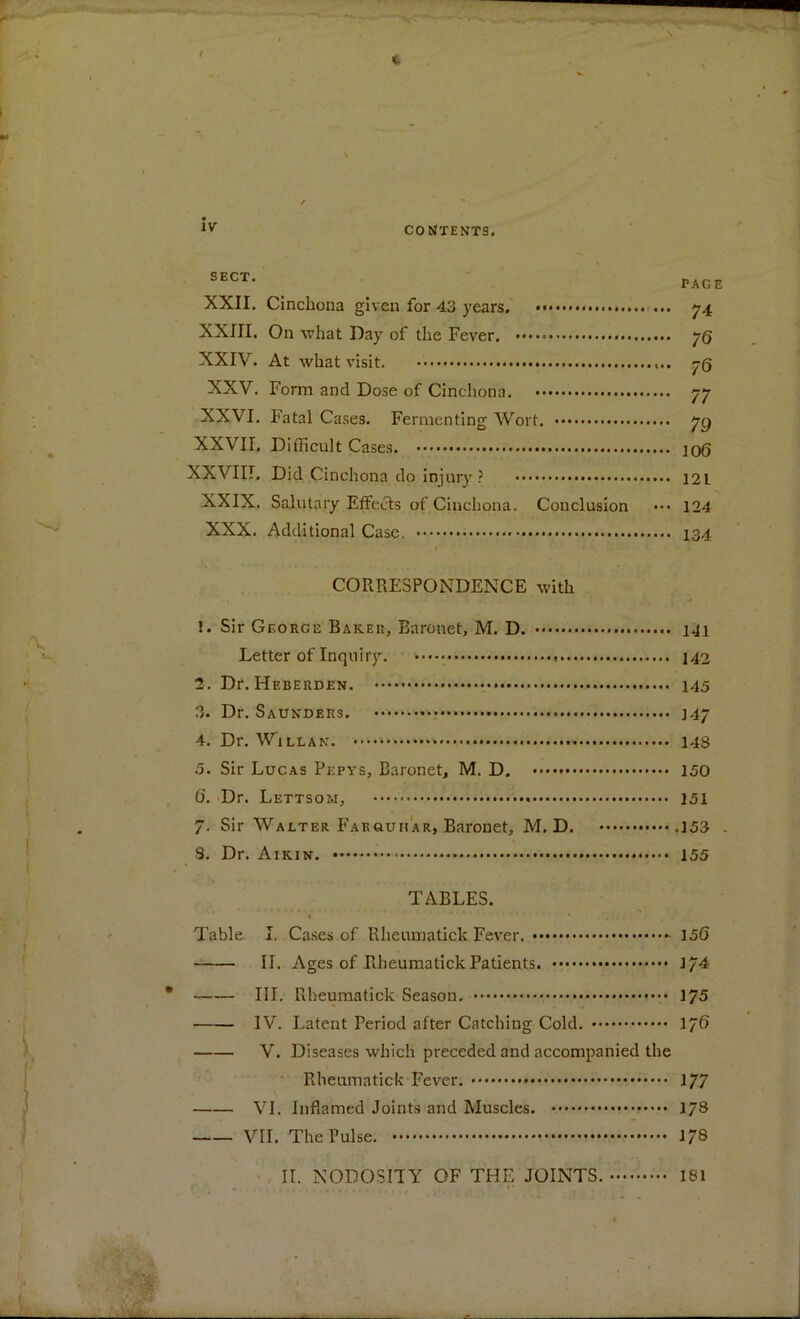 iv
CONTENTS.
SECT. PAGE
XXII. Cinchona given for 43 years. 74
XXIII. On what Day of the Fever. 76
XXIV. At what visit. 76
XXV. Form and Dose of Cinchona. 77
XXVI. Fatal Cases. Fermenting Wort. 79
XXVII. Difficult Cases. 106
XXVIII. Did Cinchona do injury? 121
XXIX. Salutary Effects of Cinchona. Conclusion 124
XXX. Additional Case. 134
CORRESPONDENCE with
1. Sir GEORGE BAKER, Baronet, M. D. 141
Letter of Inquiry. 142
2. Dr. HEBERDEN. 145
3. Dr. SAUNDERS. 147
4. Dr. WILLAN. 148
5. Sir LUCAS PEPYS, Baronet, M. D. 150
6. Dr. LETTSOM, 151
7. Sir WALTER FARQUHAR, Baronet, M. D. 153
8. Dr. AIKIN. 155
TABLES.
Table I. Cases of Rheumatick Fever. 156
—— II. Ages of Rheumatick Patients. 174
—— III. Rheumatick Season. 175
—— IV. Latent Period after Catching Cold. 176
—— V. Diseases which preceded and accompanied the
Rheumatick Fever. 177
—— VI. Inflamed Joints and Muscles. 178
—— VII. The Pulse. 178
II. NODOSITY OF THE JOINTS. 181